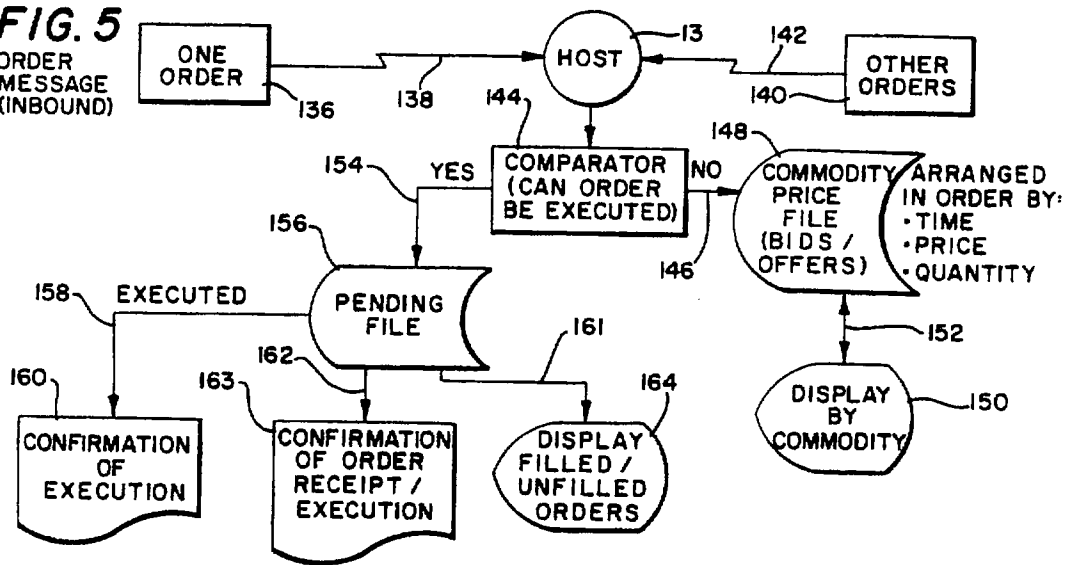 FIG. 5
ORDER
MESSAGE
(INBOUND)
ONE
ORDER
136
138
HOST
13
142
OTHER
ORDERS
140
144
COMPARATOR
(CAN ORDER
BE EXECUTED)
YES
154
NO
146
148
COMMODITY
PRICE
FILE
(BIDS /
OFFERS)
ARRANGED
IN ORDER BY:
• TIME
• PRICE
• QUANTITY
156
PENDING
FILE
158
EXECUTED
162
161
152
160
CONFIRMATION
OF
EXECUTION
163
CONFIRMATION
OF ORDER
RECEIPT /
EXECUTION
164
DISPLAY
FILLED /
UNFILLED
ORDERS
DISPLAY
BY
COMMODITY
150